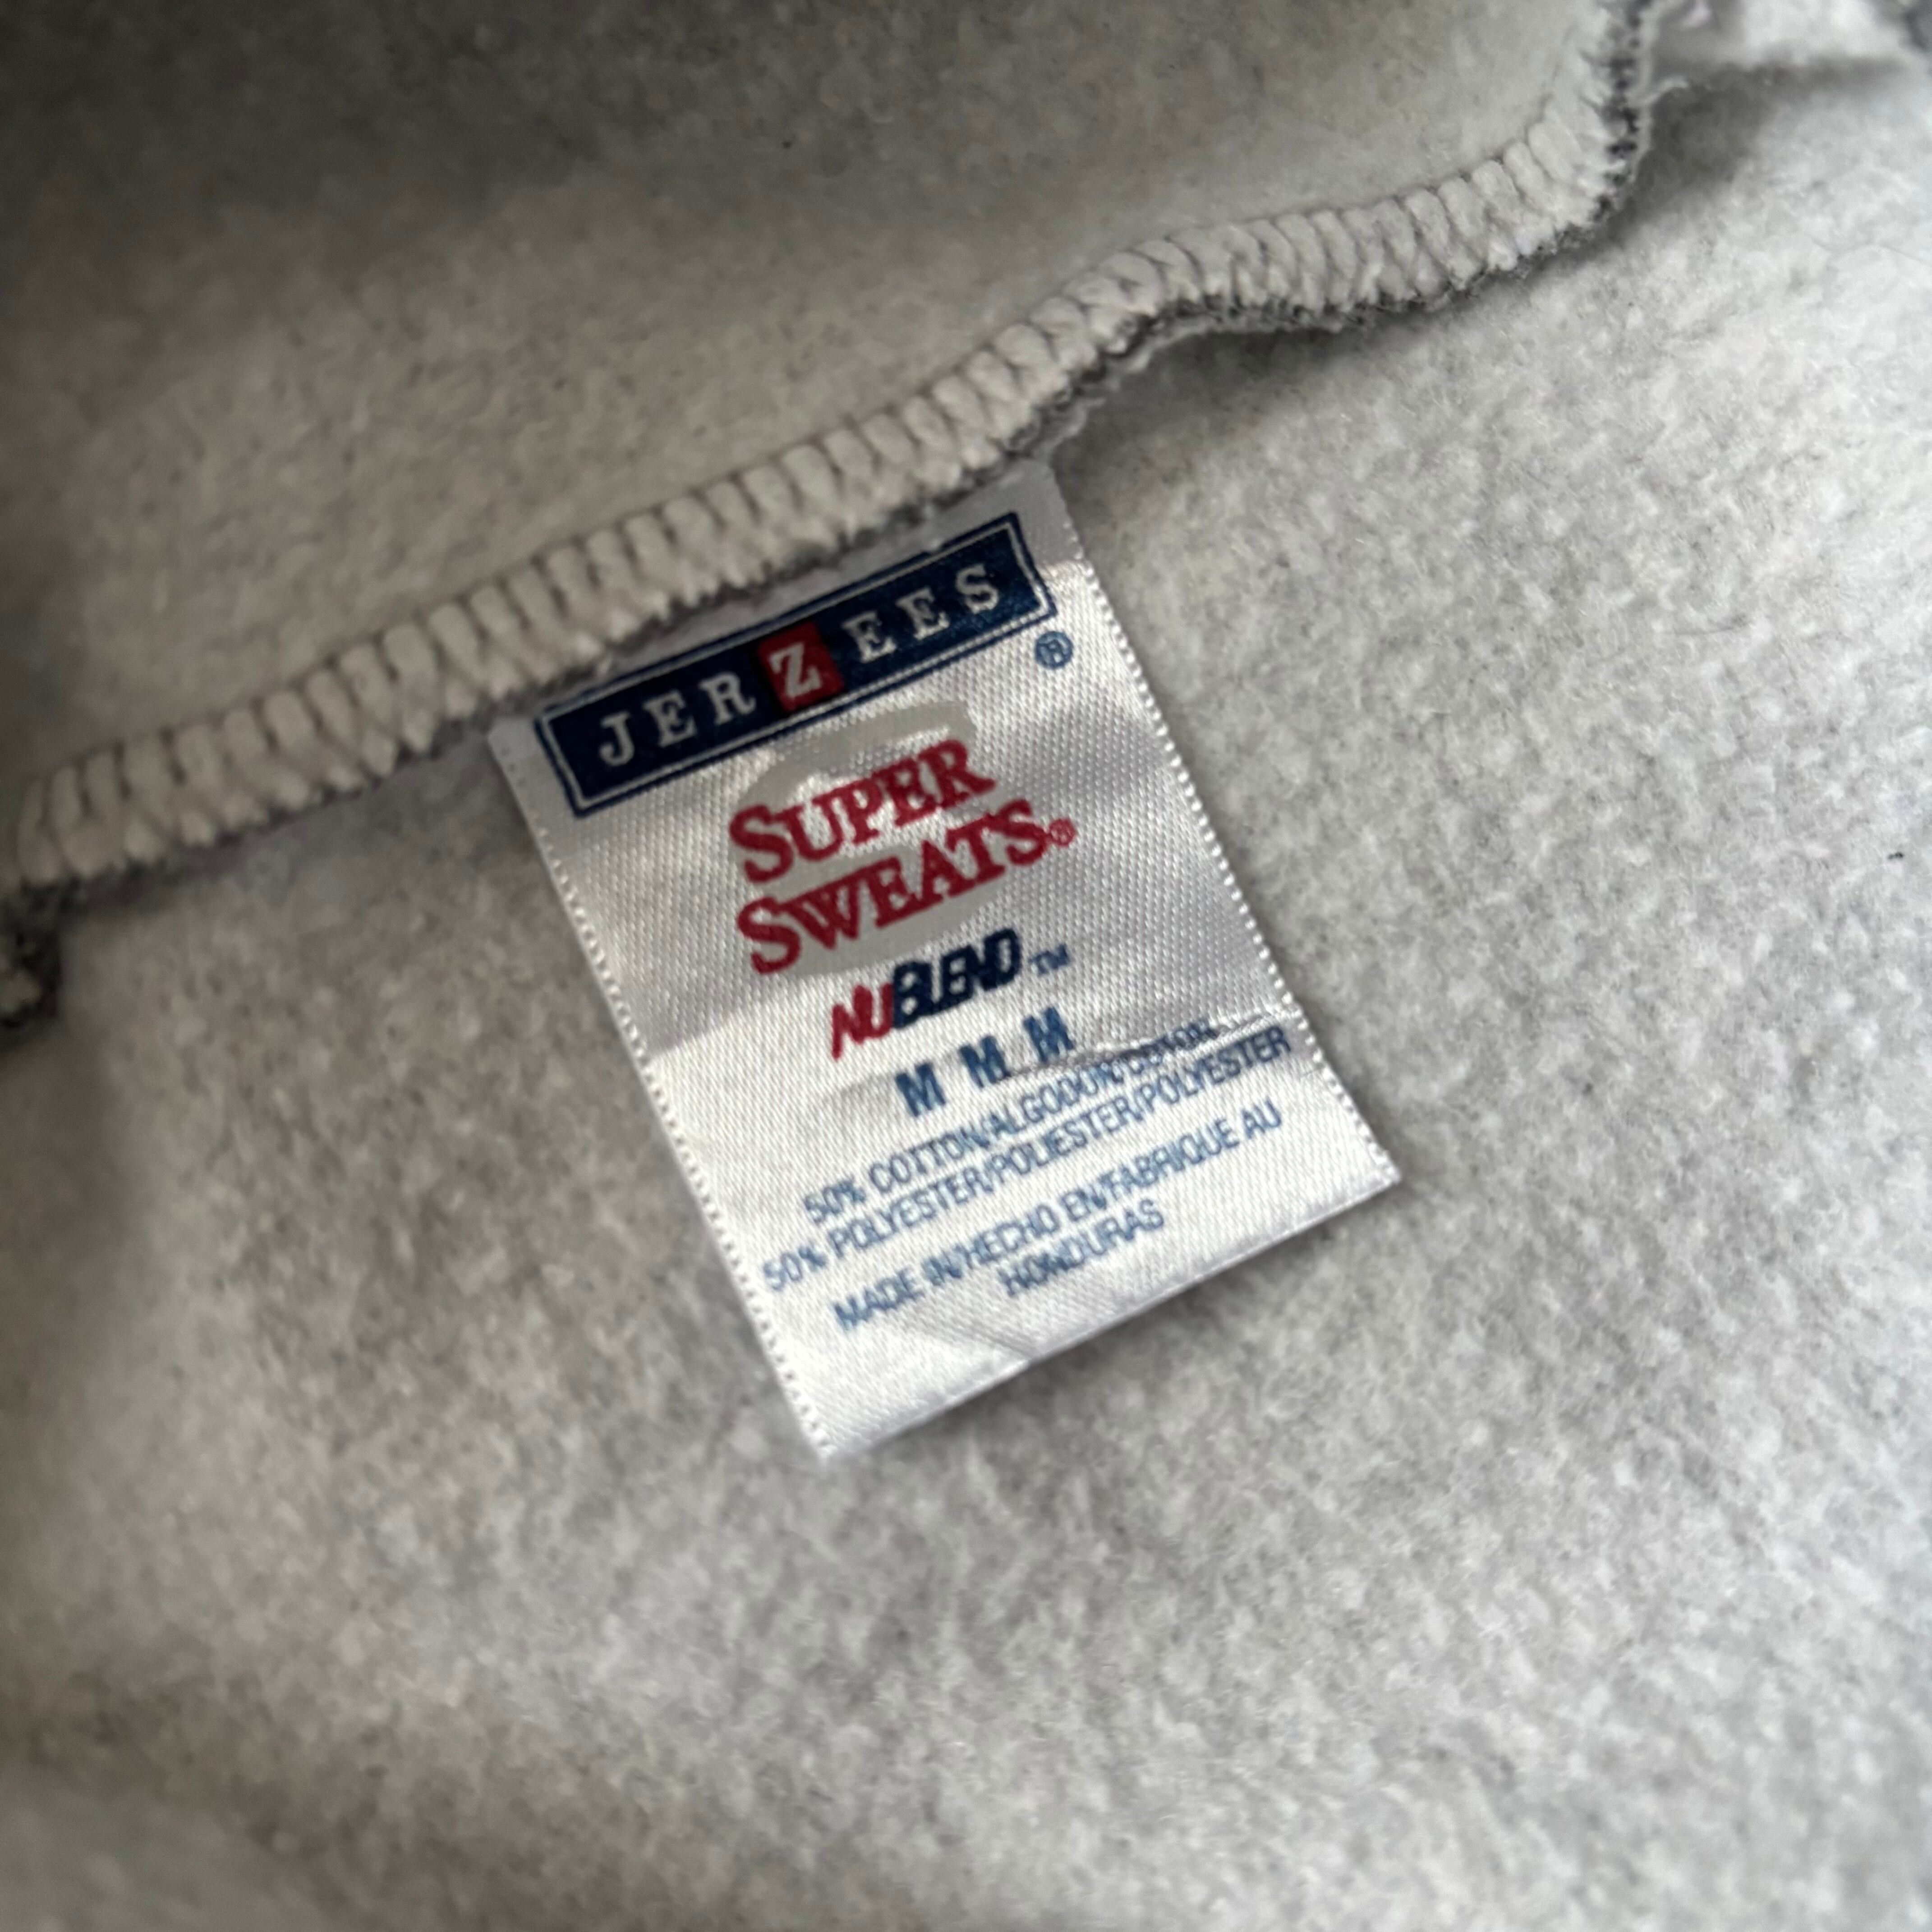 JERZEES®
SUPER
SWEATS®
NUBLEND™
M M M
50% COTTON/ALGODON/COTON
50% POLYESTER/POLIESTER/POLYESTER
MADE IN/HECHO EN/FABRIQUE AU
HONDURAS